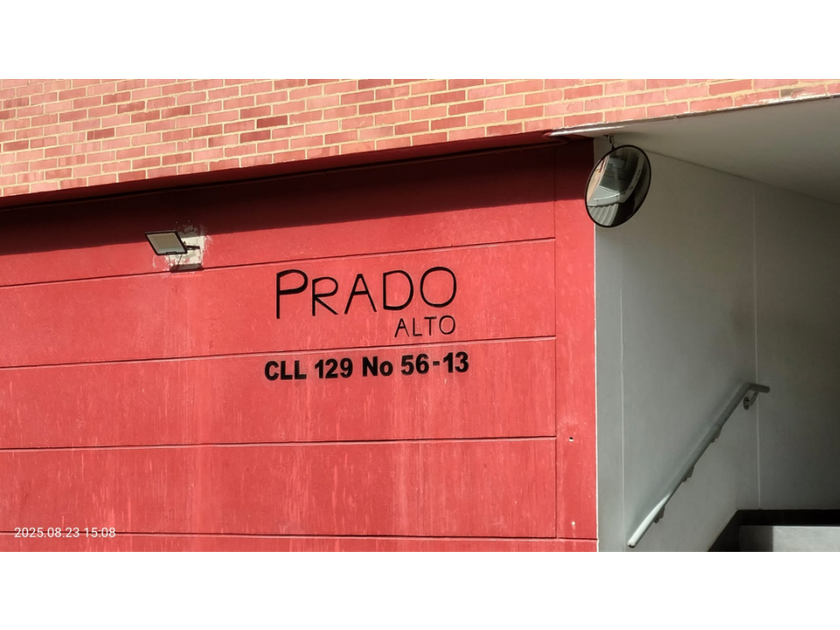 PRADO
ALTO
CLL 129 No 56-13
2025.08.23 15:08